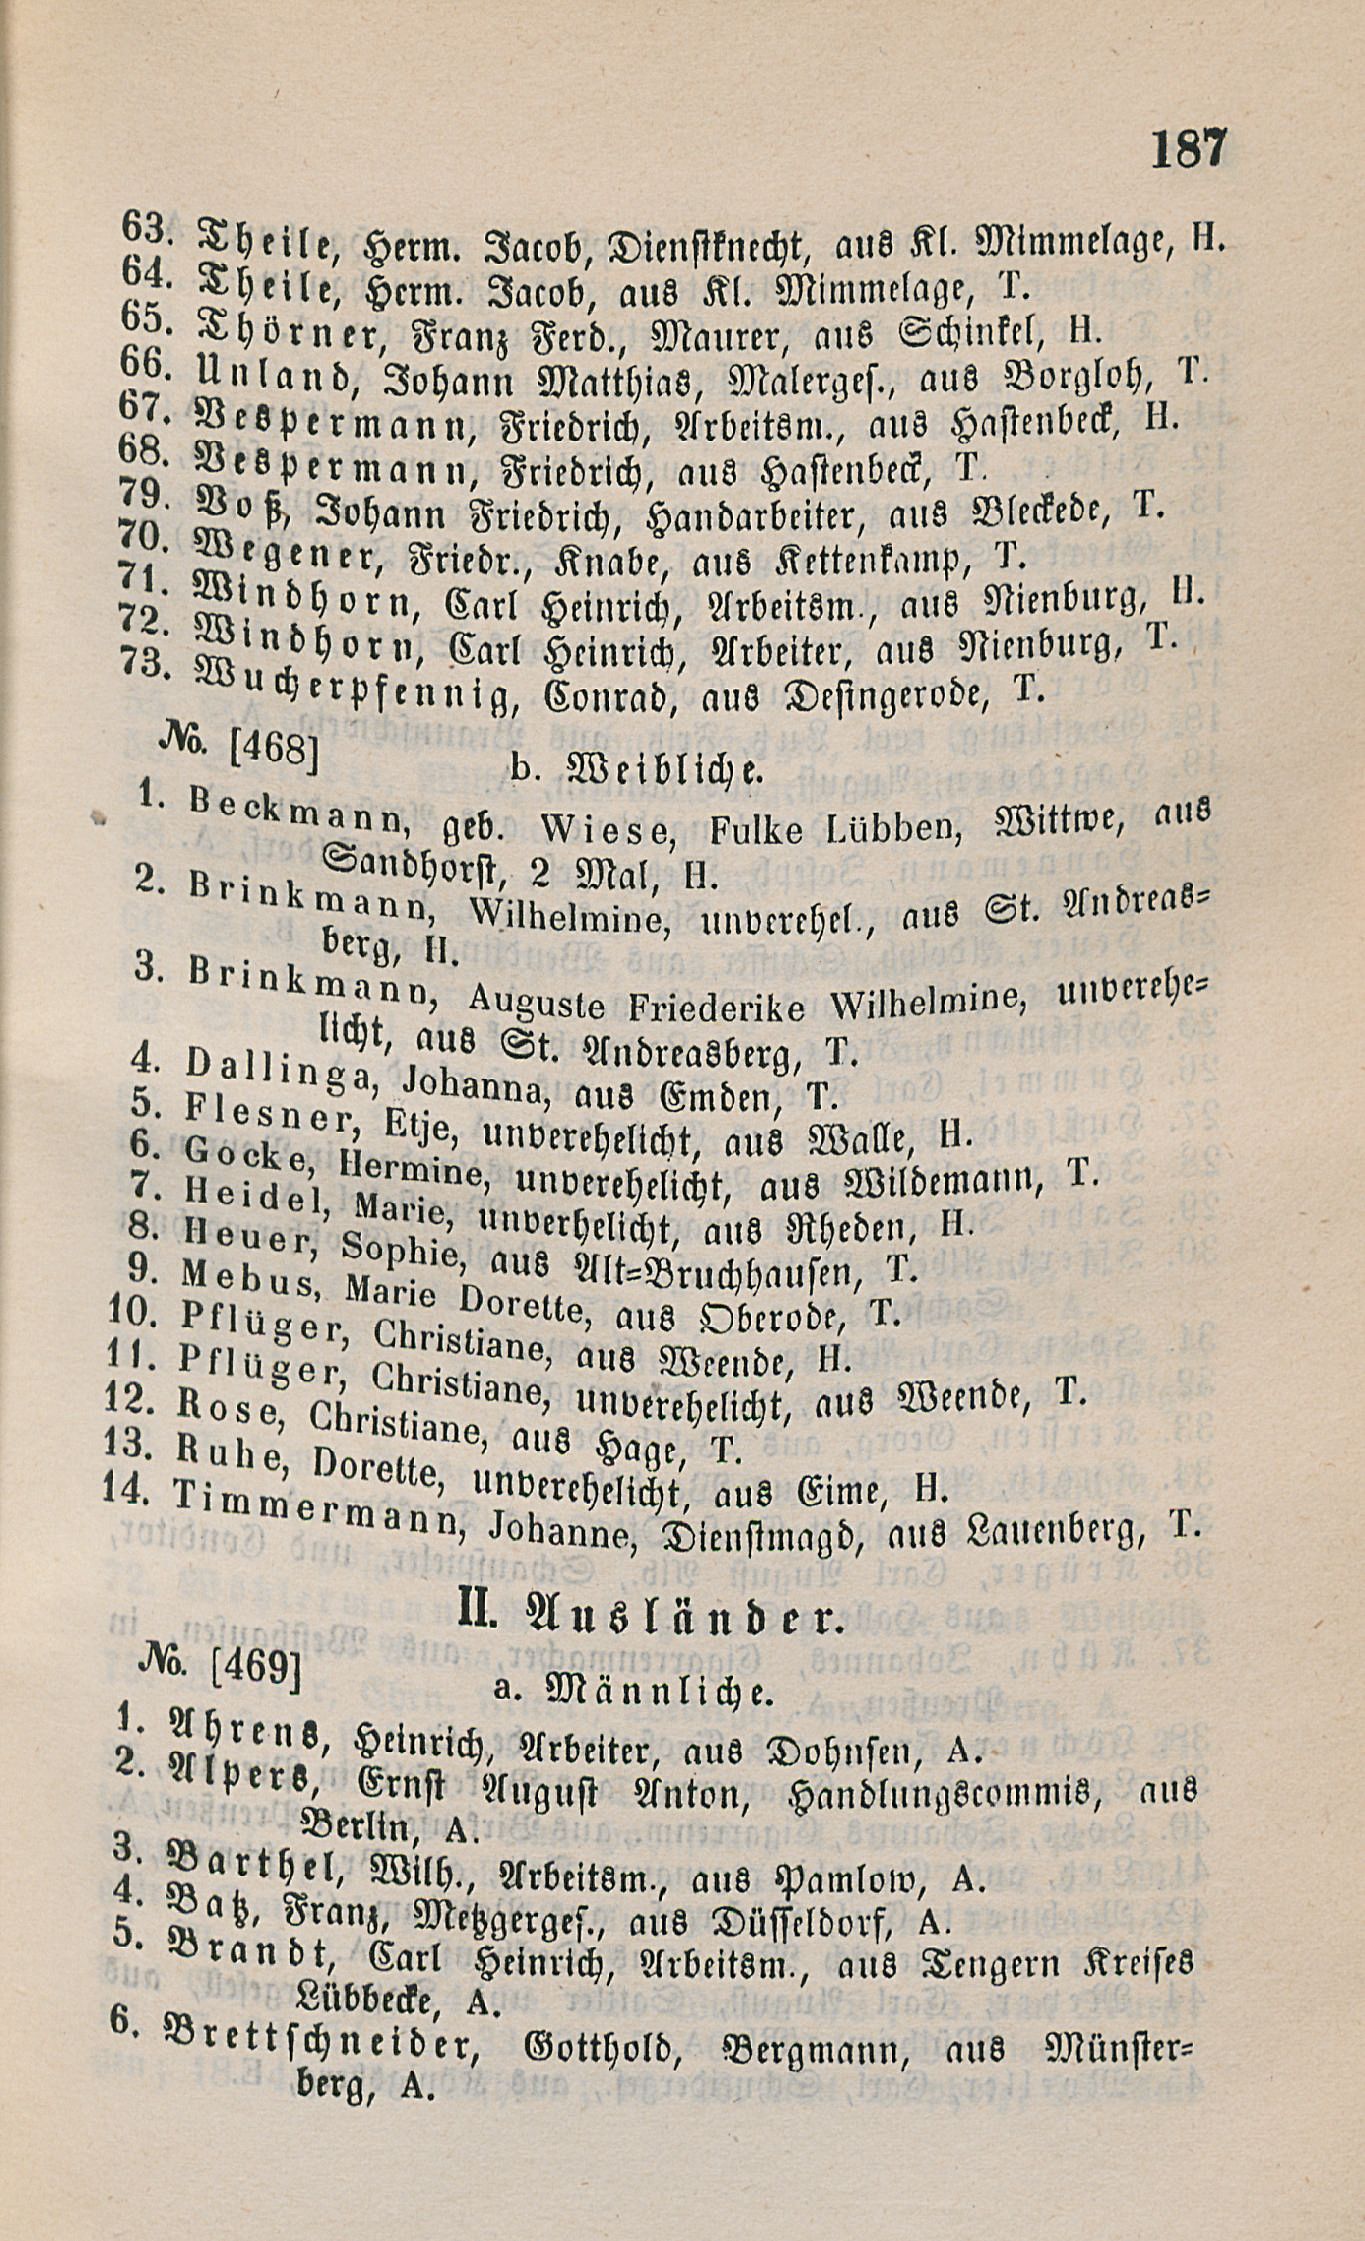 187
63. Theile, Herm. Jacob, Dienstknecht, aus Kl. Mimmelage, H.
64. Theile, Herm. Jacob, aus Kl. Mimmelage, T.
65. Thörner, Franz Ferd., Maurer, aus Schinkel, H.
66. Unland, Johann Matthias, Malerges., aus Borgloh, T.
67. Vespermann, Friedrich, Arbeitsm., aus Hastenbeck, H.
68. Vespermann, Friedrich, aus Hastenbeck, T.
79. Voß, Johann Friedrich, Handarbeiter, aus Bleckede, T.
70. Wegener, Friedr., Knabe, aus Kettenkamp, T.
71. Windhorn, Carl Heinrich, Arbeitsm., aus Nienburg, H.
72. Windhorn, Carl Heinrich, Arbeiter, aus Nienburg, T.
73. Wucherpfennig, Conrad, aus Desingerode, T.
No. [468]
b. Weibliche.
1. Beckmann, geb. Wiese, Fulke Lübben, Wittwe, aus
Sandhorst, 2 Mal, H.
2. Brinkmann, Wilhelmine, unverehel., aus St. Andreas-
berg, H.
3. Brinkmann, Auguste Friederike Wilhelmine, unverehe-
licht, aus St. Andreasberg, T.
4. Dallinga, Johanna, aus Emden, T.
5. Flesner, Etje, unverehelicht, aus Walle, H.
6. Gocke, Hermine, unverehelicht, aus Wildemann, T.
7. Heidel, Marie, unverhelicht, aus Rheden, H.
8. Heuer, Sophie, aus Alt-Bruchhausen, T.
9. Mebus, Marie Dorette, aus Oberode, T.
10. Pflüger, Christiane, aus Weende, H.
11. Pflüger, Christiane, unverehelicht, aus Weende, T.
12. Rose, Christiane, aus Hage, T.
13. Ruhe, Dorette, unverehelicht, aus Eime, H.
14. Timmermann, Johanne, Dienstmagd, aus Lauenberg, T.
II. Ausländer.
No. [469]
a. Männliche.
1. Ahrens, Heinrich, Arbeiter, aus Dohnsen, A.
2. Alpers, Ernst August Anton, Handlungscommis, aus
Berlin, A.
3. Barthel, Wilh., Arbeitsm., aus Pamlow, A.
4. Batz, Franz, Metzgerges., aus Düsseldorf, A.
5. Brandt, Carl Heinrich, Arbeitsm., aus Tengern Kreises
Lübbecke, A.
6. Brettschneider, Gotthold, Bergmann, aus Münster-
berg, A.